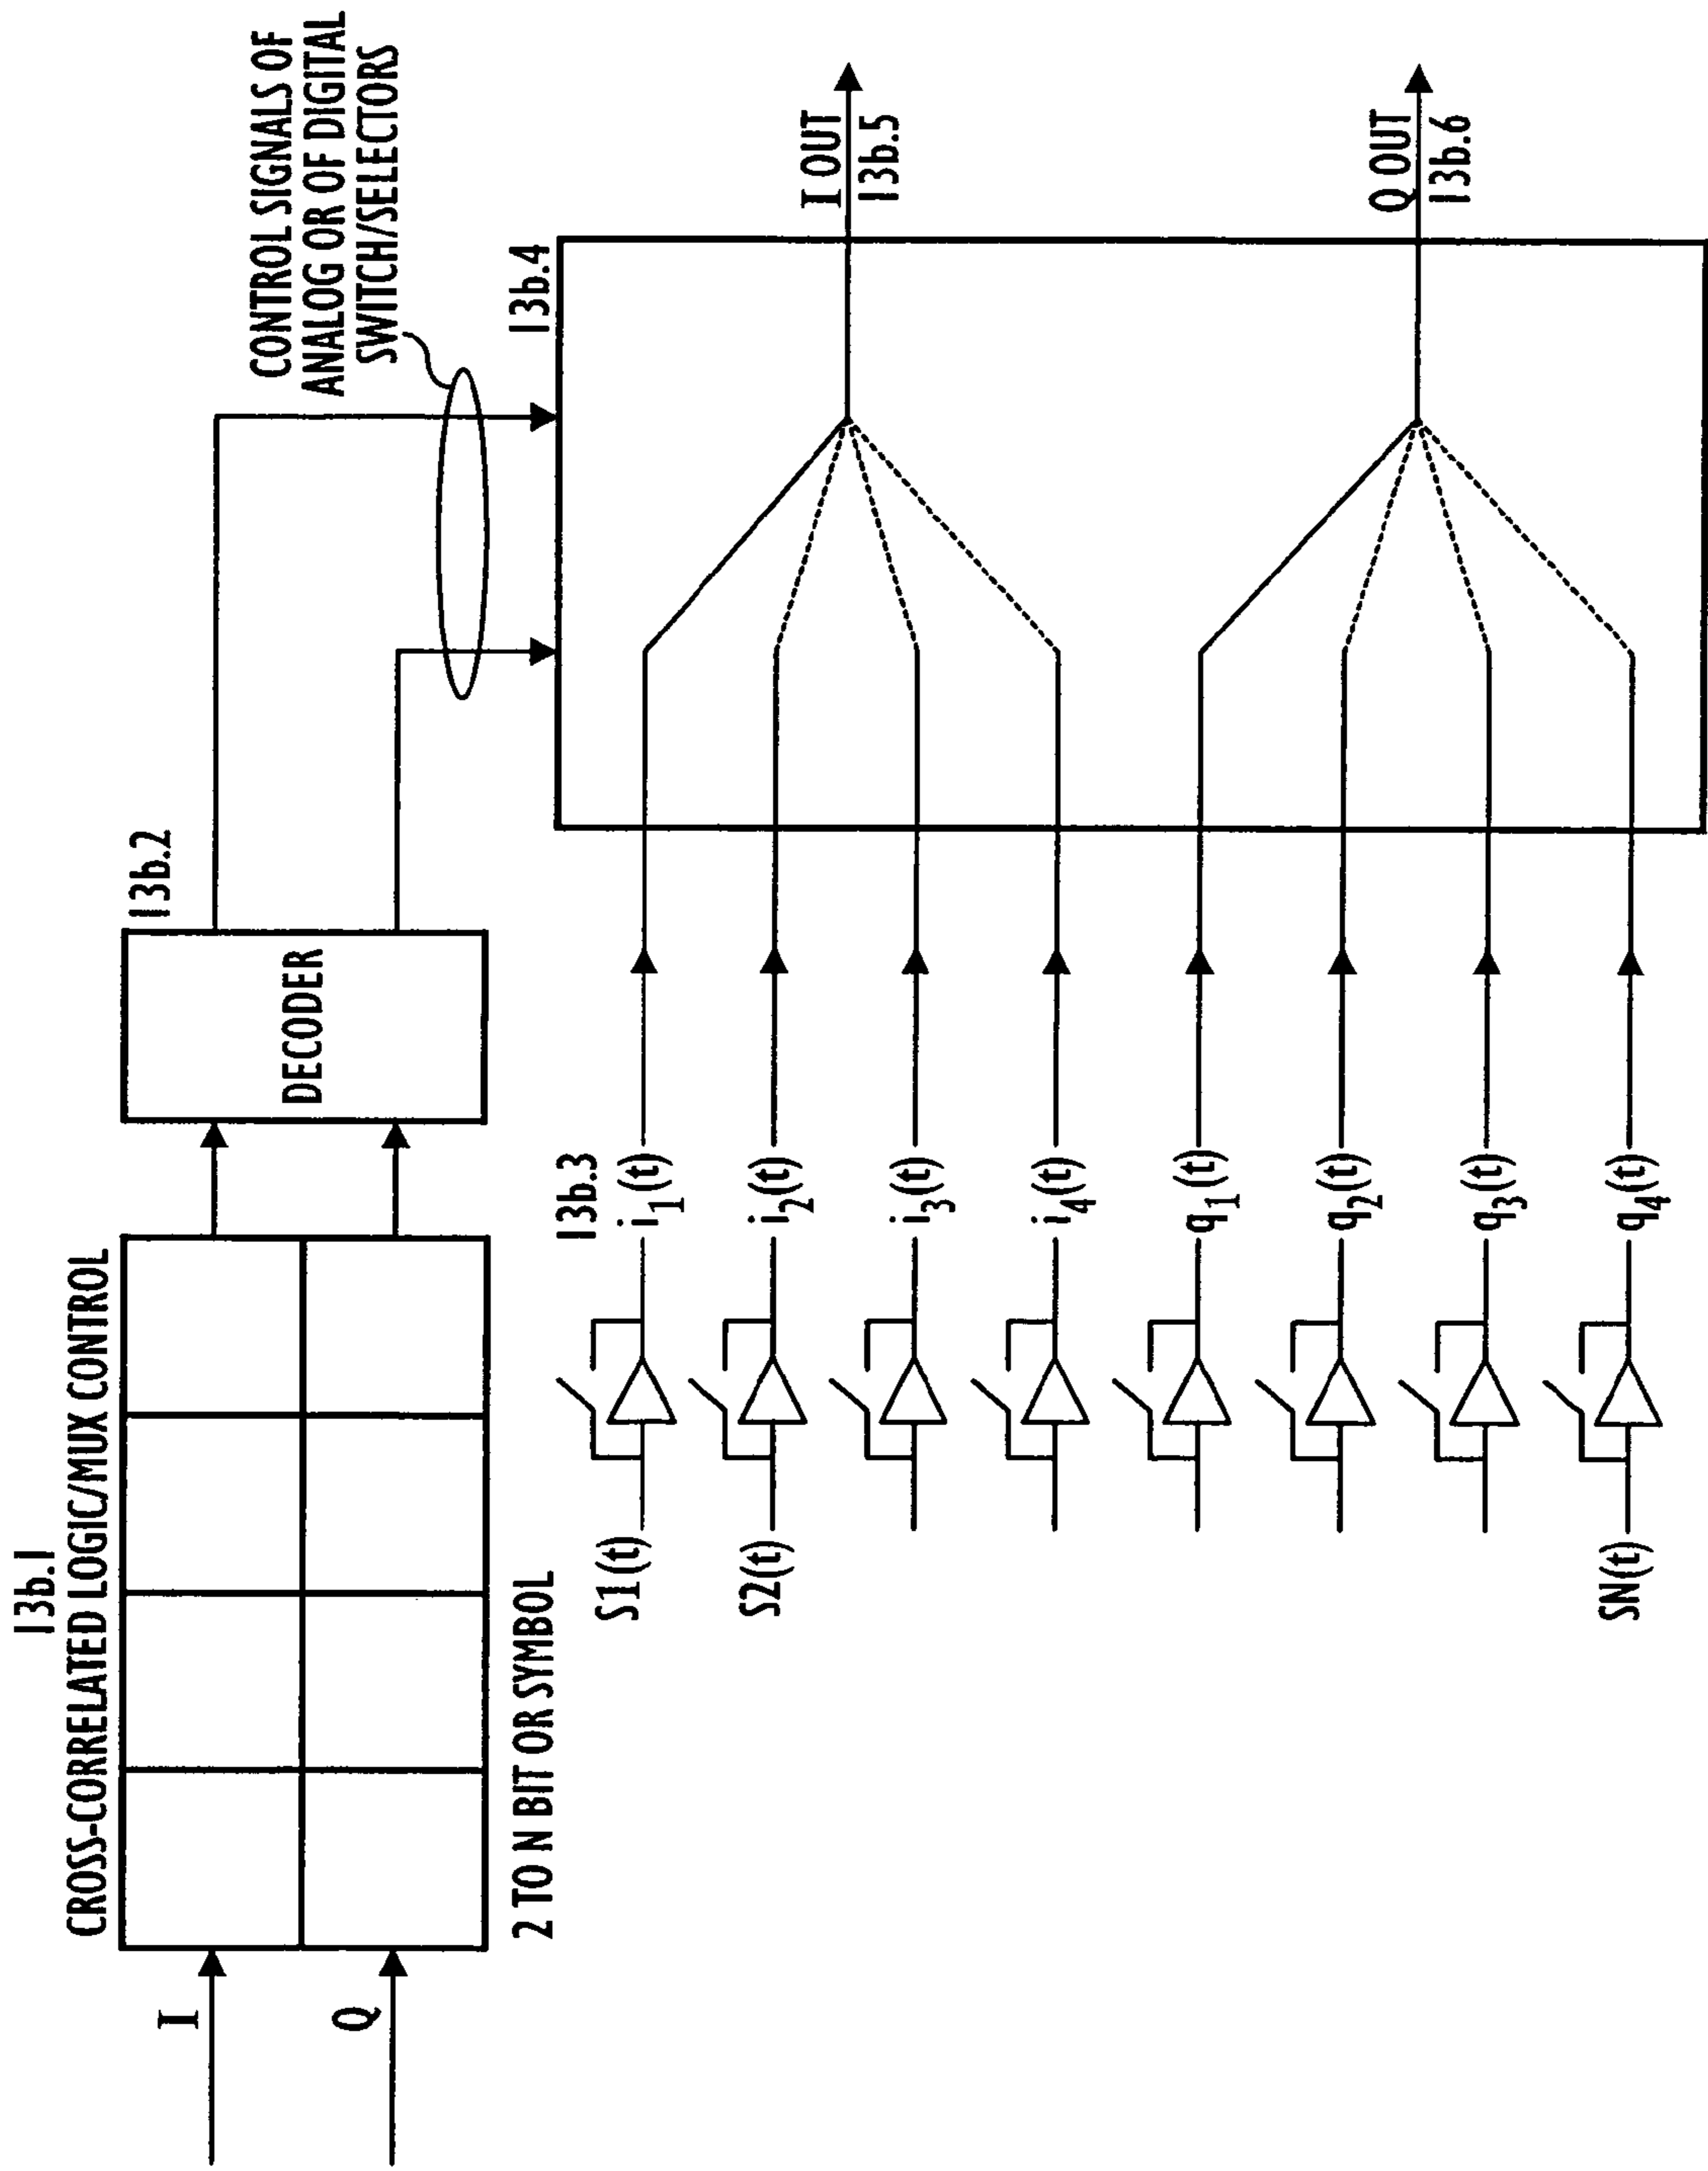 13b.1
CROSS-CORRELATED LOGIC/MUX CONTROL
I
Q
2 TO N BIT OR SYMBOL
13b.2
DECODER
CONTROL SIGNALS OF
ANALOG OR OF DIGITAL
SWITCH/SELECTORS
13b.3
13b.4
S1(t)
i1(t)
S2(t)
i2(t)
i3(t)
i4(t)
q1(t)
q2(t)
q3(t)
SN(t)
q4(t)
I OUT
13b.5
Q OUT
13b.6